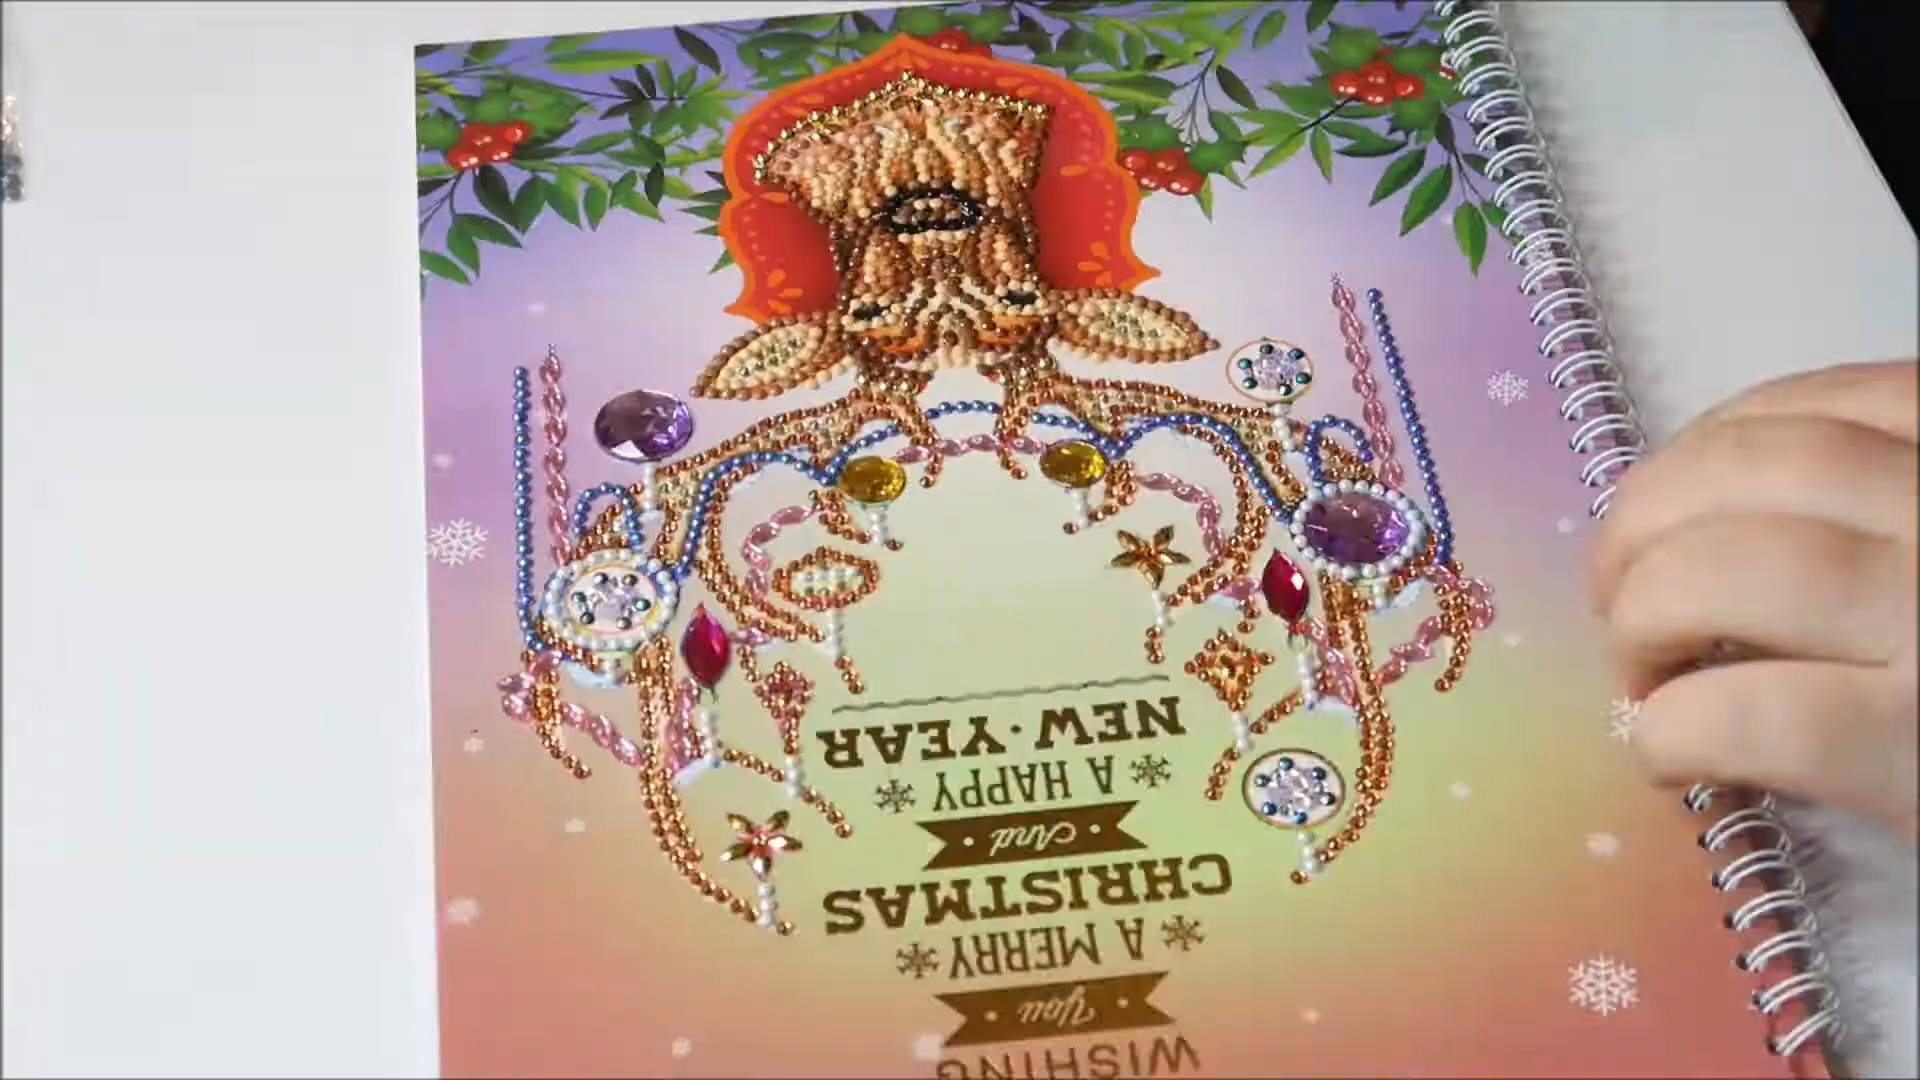 WISHING
You
A MERRY
CHRISTMAS
And
A HAPPY
NEW·YEAR